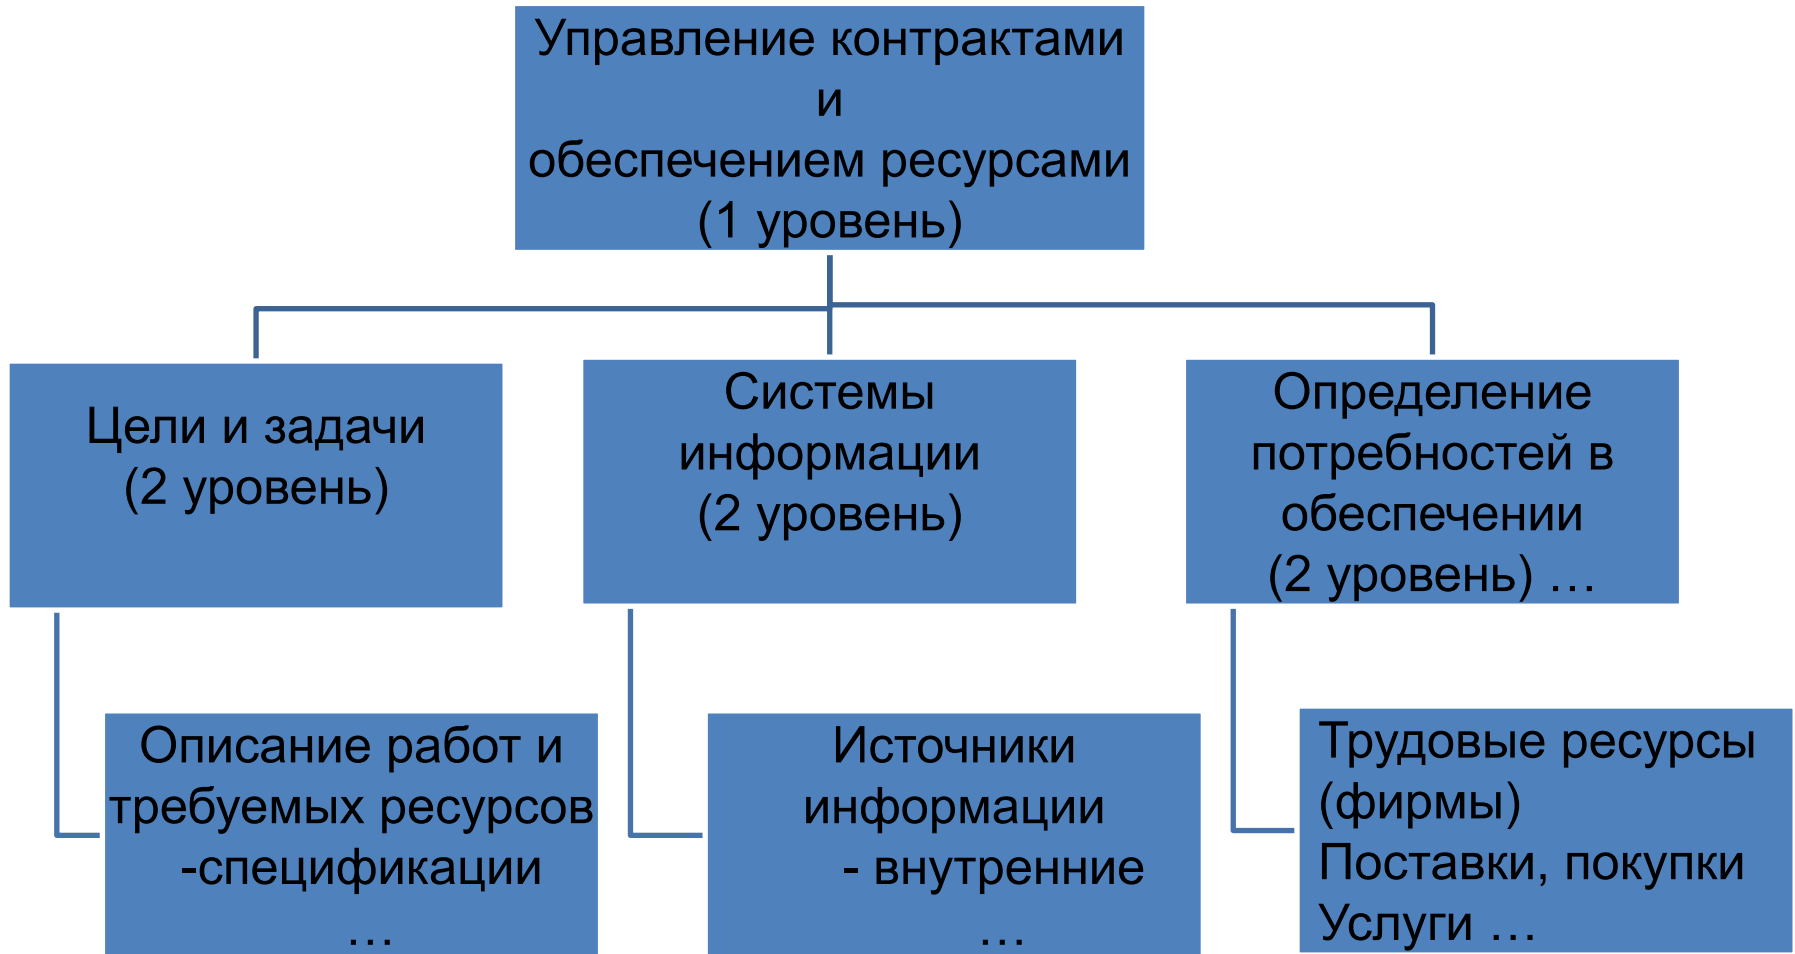 Управление контрактами
и
обеспечением ресурсами
(1 уровень)
Цели и задачи
(2 уровень)
Системы
информации
(2 уровень)
Определение
потребностей в
обеспечении
(2 уровень) …
Описание работ и
требуемых ресурсов
-спецификации
…
Источники
информации
- внутренние
…
Трудовые ресурсы
(фирмы)
Поставки, покупки
Услуги …